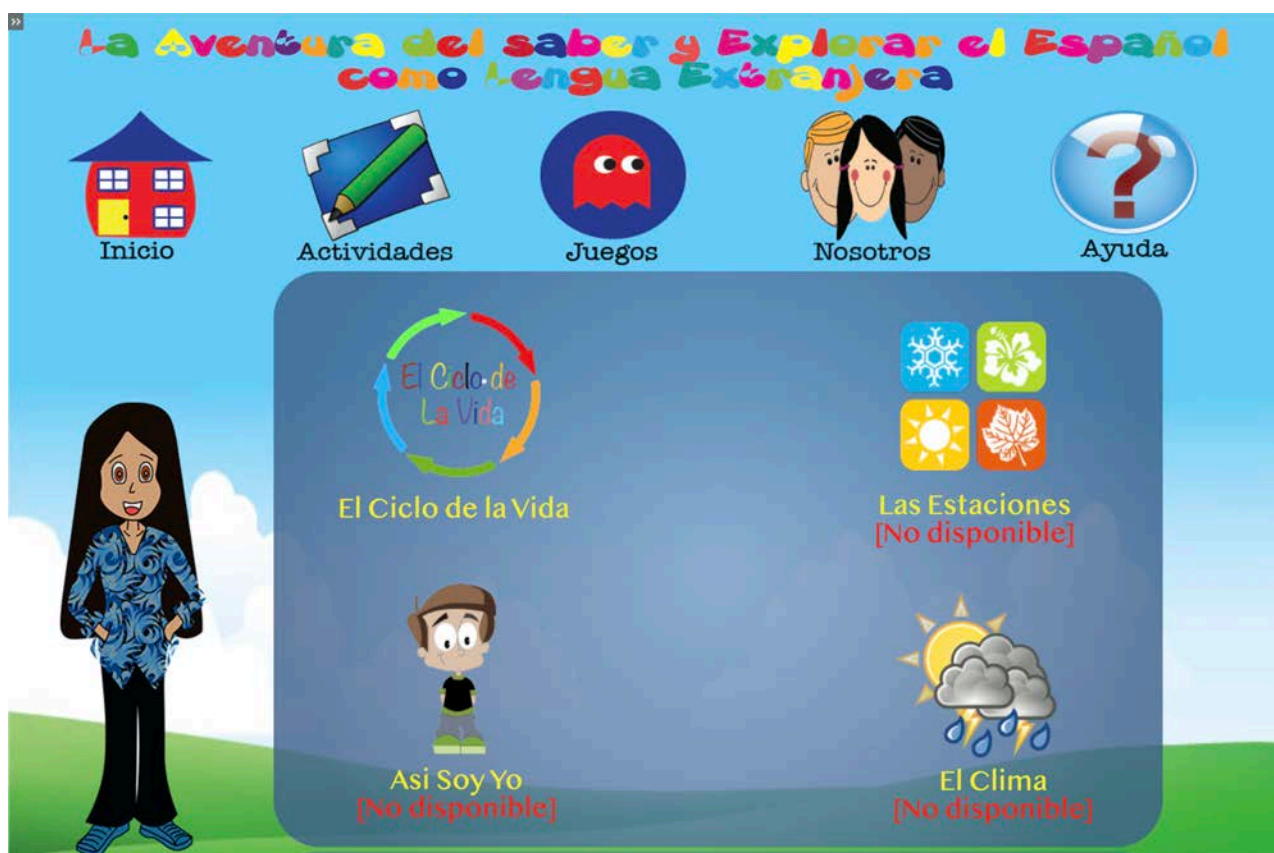 La Aventura del saber y Explorar el Español
como Lengua Extranjera
Inicio
Actividades
Juegos
Nosotros
Ayuda
El Ciclo de
La Vida
El Ciclo de la Vida
Las Estaciones
[No disponible]
Asi Soy Yo
[No disponible]
El Clima
[No disponible]